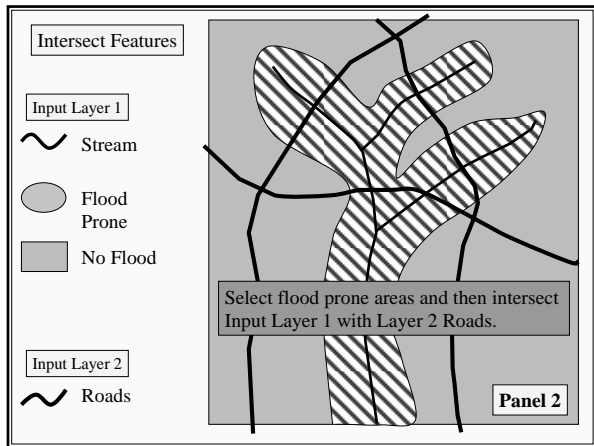 Intersect Features
Input Layer 1
Stream
Flood
Prone
No Flood
Input Layer 2
Roads
Select flood prone areas and then intersect
Input Layer 1 with Layer 2 Roads.
Panel 2